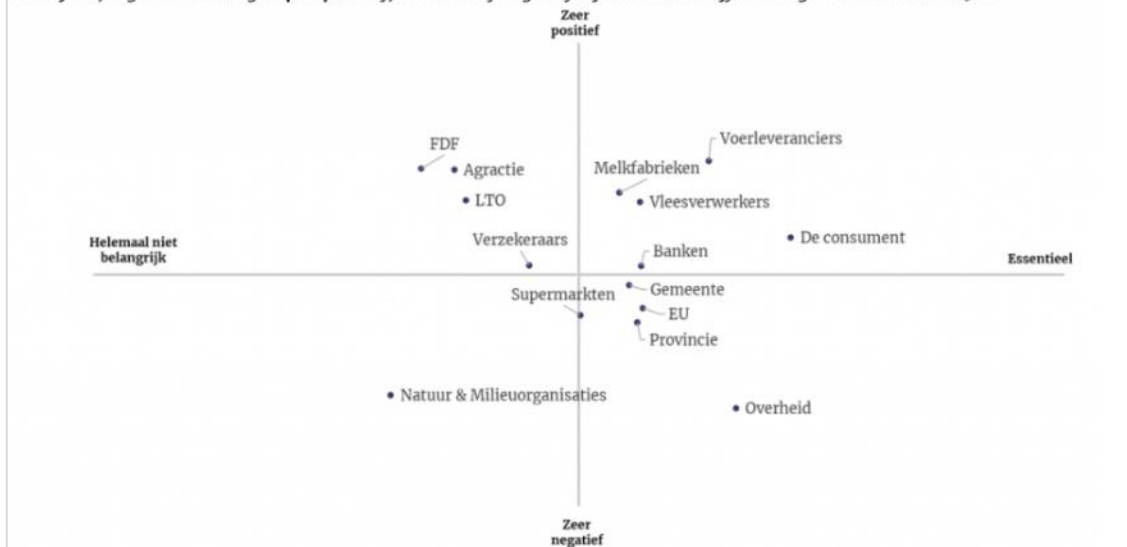 Zeer
positief
Voerleveranciers
FDF
Melkfabrieken
Agractie
LTO
Vleesverwerkers
De consument
Verzekeraars
Banken
Helemaal niet
belangrijk
Essentieel
Supermarkten
Gemeente
EU
Provincie
Natuur & Milieuorganisaties
Overheid
Zeer
negatief